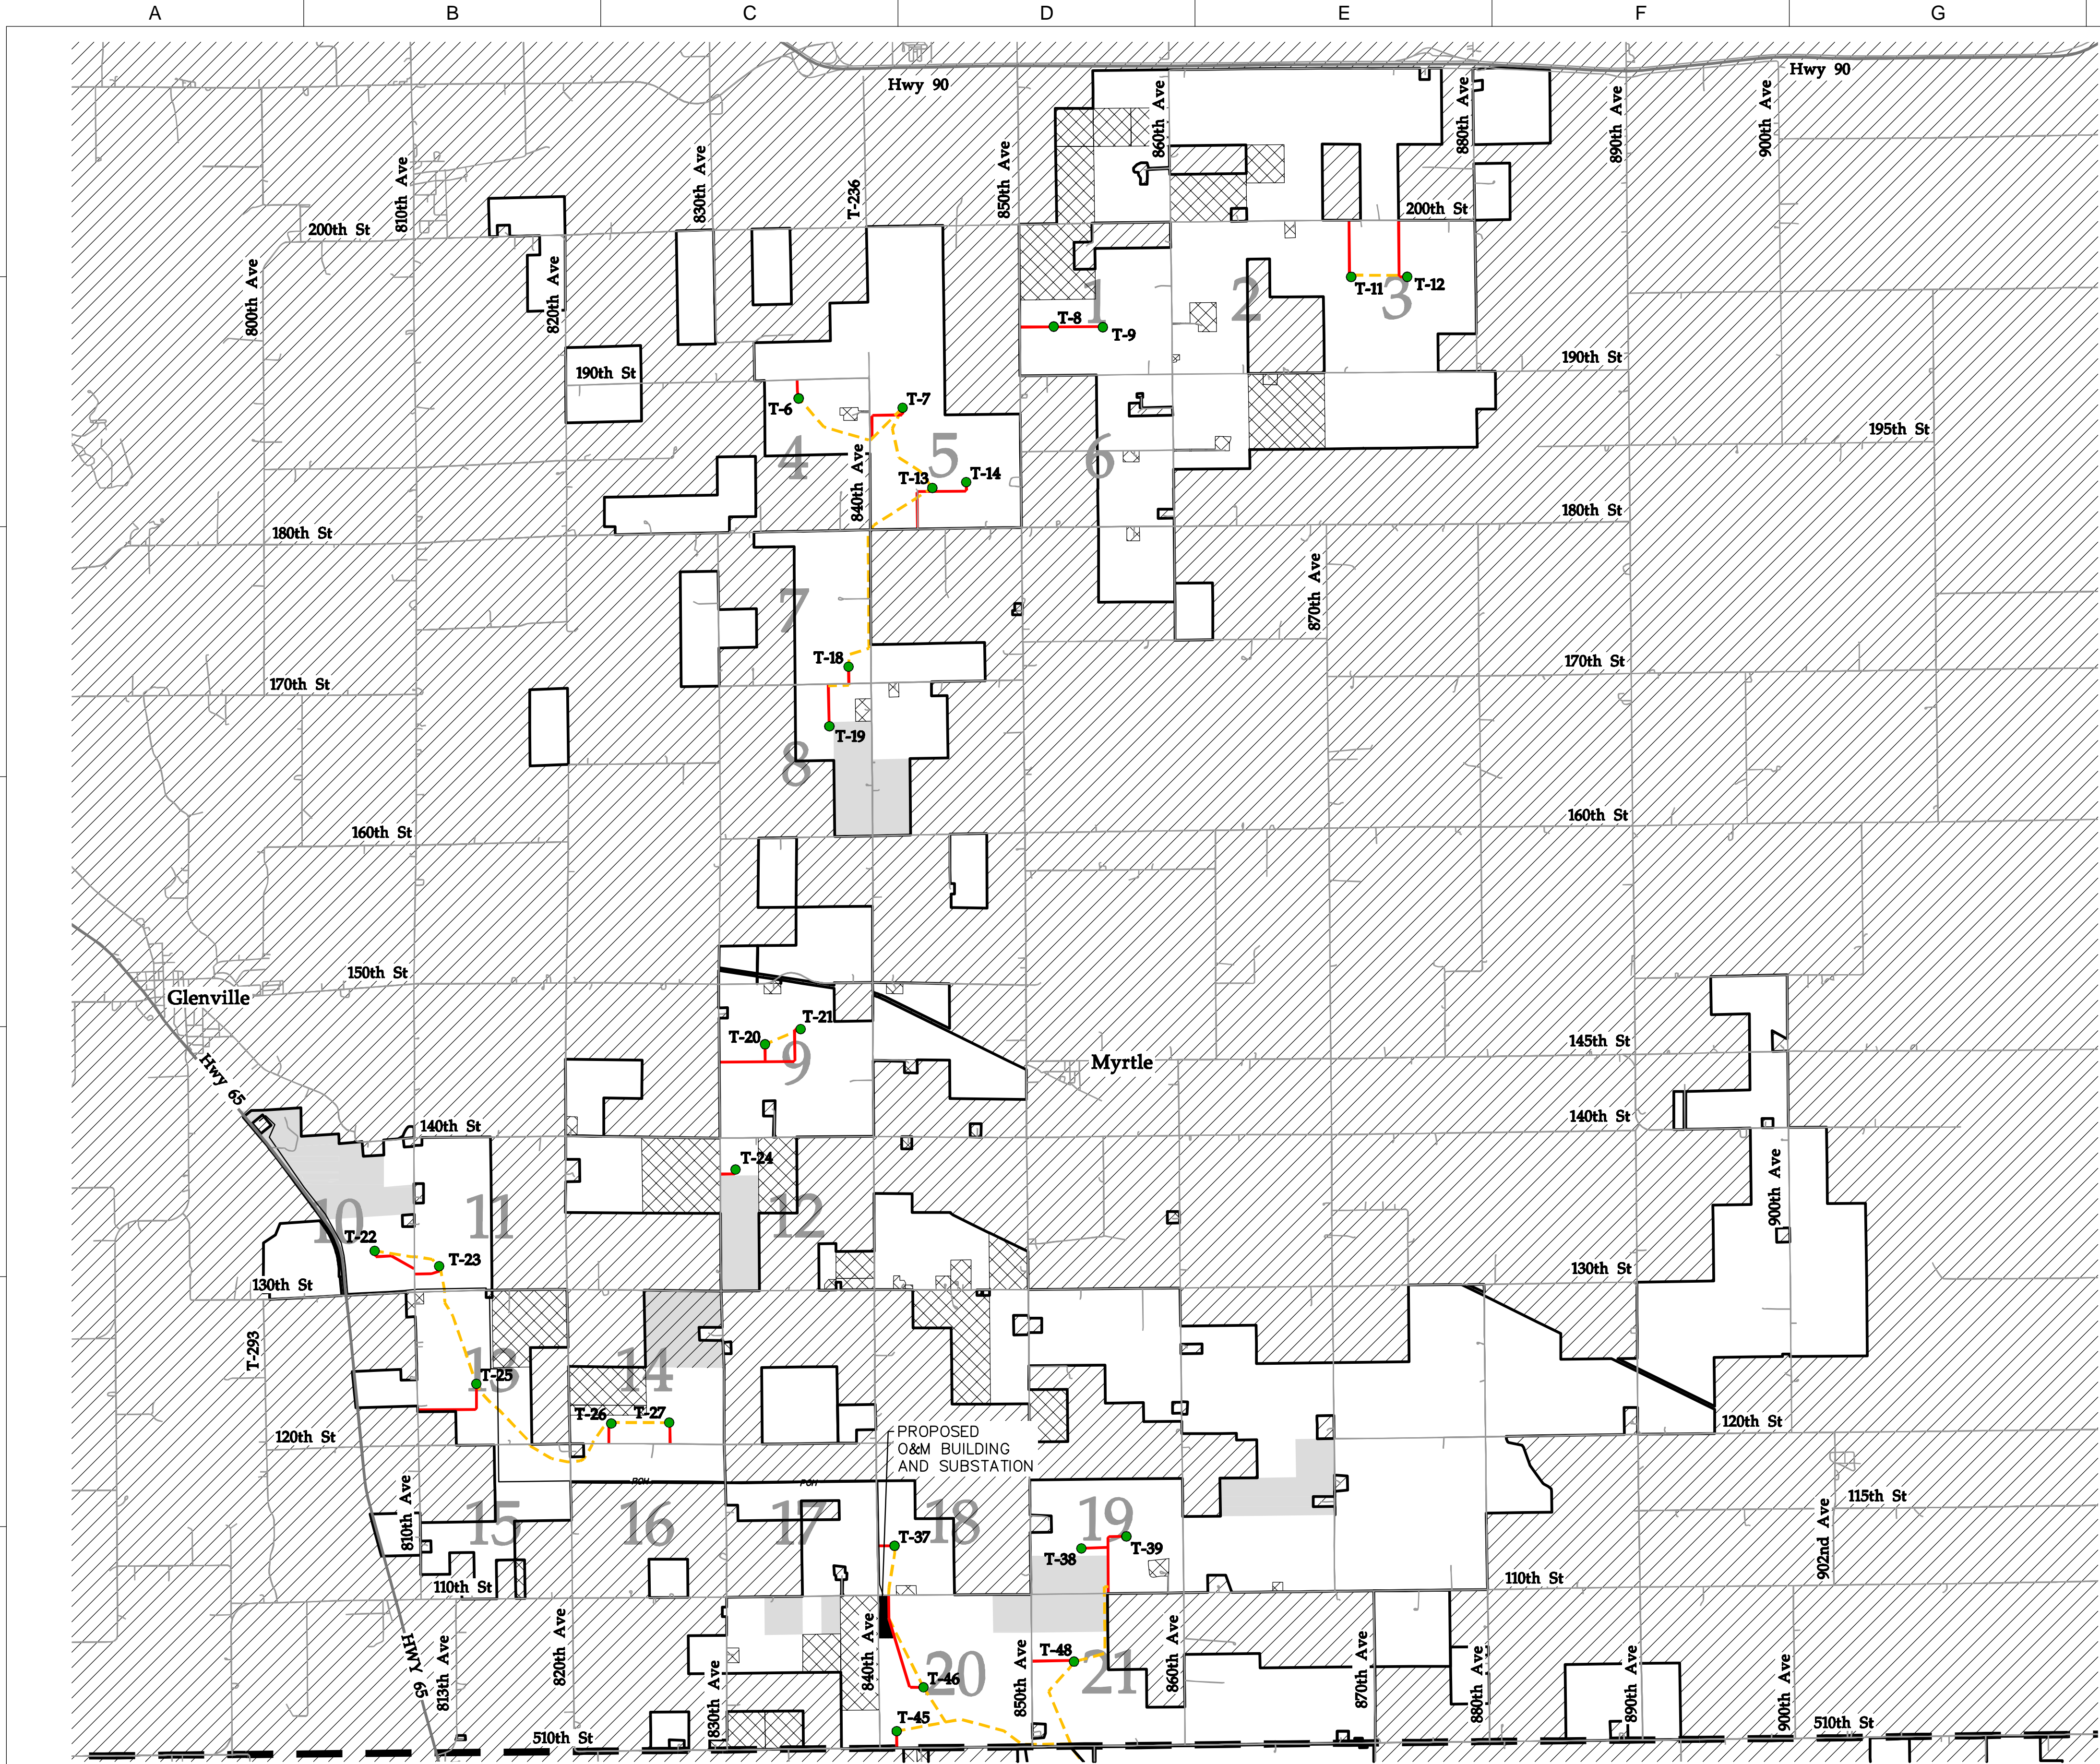 A B C D E F G
Hwy 90
Hwy 90
860th Ave
880th Ave
890th Ave
900th Ave
810th Ave
830th Ave
T-236
850th Ave
200th St
200th St
800th Ave
820th Ave
T-11
T-12
1
2
3
T-8
T-9
190th St
190th St
T-6
T-7
195th St
4
5
6
840th Ave
T-13
T-14
180th St
180th St
870th Ave
7
T-18
170th St
170th St
T-19
8
160th St
160th St
150th St
Glenville
T-21
T-20
9
145th St
Myrtle
Hwy 65
140th St
140th St
T-24
900th Ave
10
11
12
T-22
T-23
130th St
130th St
T-293
13
14
T-25
T-26
T-27
120th St
120th St
PROPOSED
O&M BUILDING
AND SUBSTATION
POH
POH
810th Ave
115th St
15
16
17
18
19
T-37
T-38
T-39
902nd Ave
110th St
110th St
HWY 65
813th Ave
820th Ave
830th Ave
840th Ave
850th Ave
860th Ave
870th Ave
880th Ave
890th Ave
900th Ave
T-48
T-46
20
21
T-45
510th St
510th St